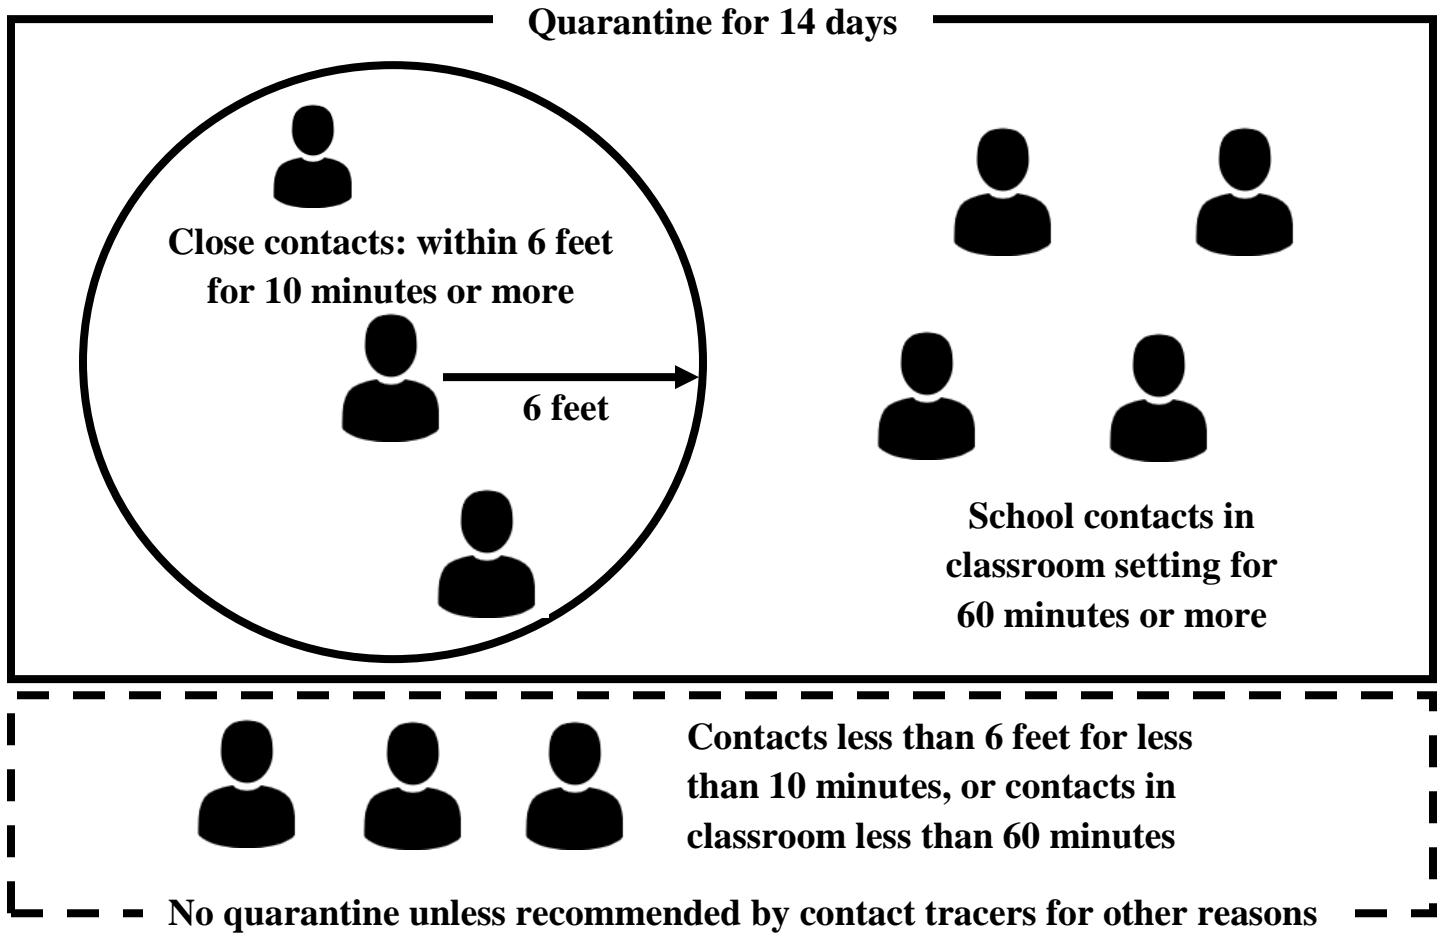 Quarantine for 14 days
Close contacts: within 6 feet
for 10 minutes or more
6 feet
School contacts in
classroom setting for
60 minutes or more
Contacts less than 6 feet for less
than 10 minutes, or contacts in
classroom less than 60 minutes
No quarantine unless recommended by contact tracers for other reasons